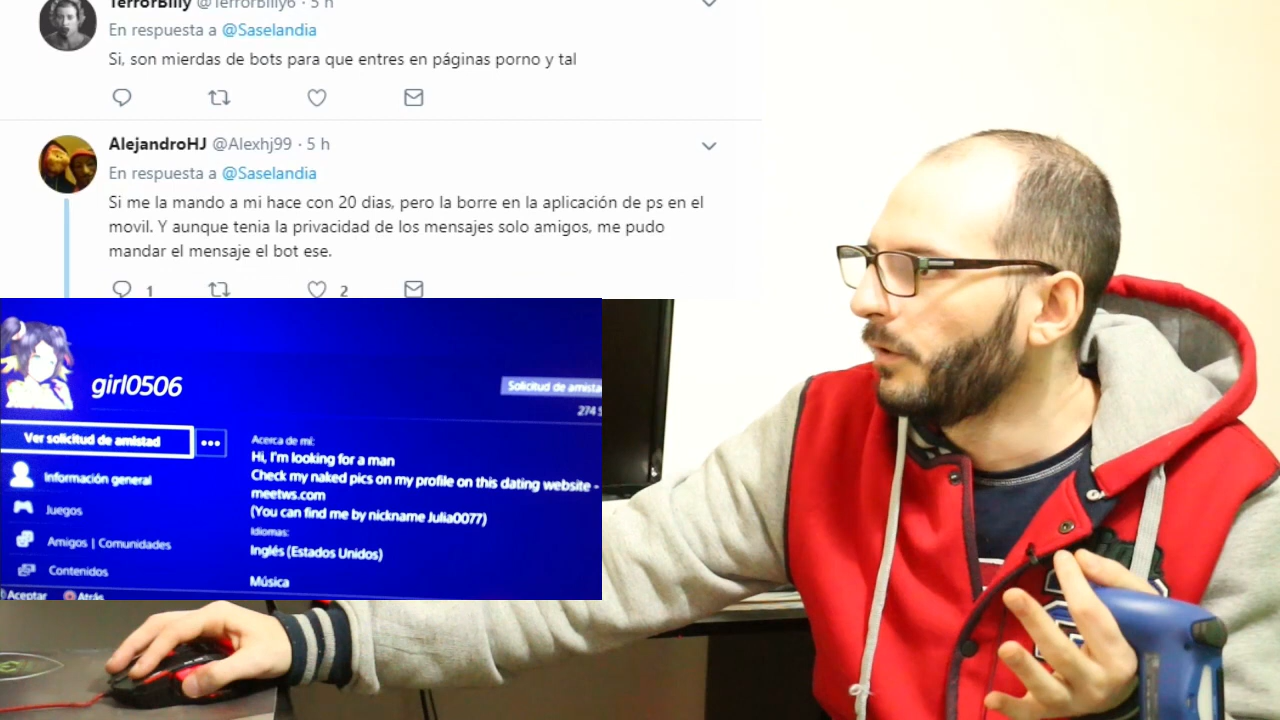 TerrorBilly @TerrorBilly6 · 5 h
En respuesta a @Saselandia
Si, son mierdas de bots para que entres en páginas porno y tal
AlejandroHJ @Alexhj99 · 5 h
En respuesta a @Saselandia
Si me la mando a mi hace con 20 dias, pero la borre en la aplicación de ps en el
movil. Y aunque tenia la privacidad de los mensajes solo amigos, me pudo
mandar el mensaje el bot ese.
1 2
girl0506
Solicitud de amista
274
Ver solicitud de amistad
Información general
Juegos
Amigos | Comunidades
Contenidos
Aceptar Atrás
Acerca de mí:
Hi, I'm looking for a man
Check my naked pics on my profile on this dating website -
meetws.com
(You can find me by nickname Julia0077)
Idiomas:
Inglés (Estados Unidos)
Música